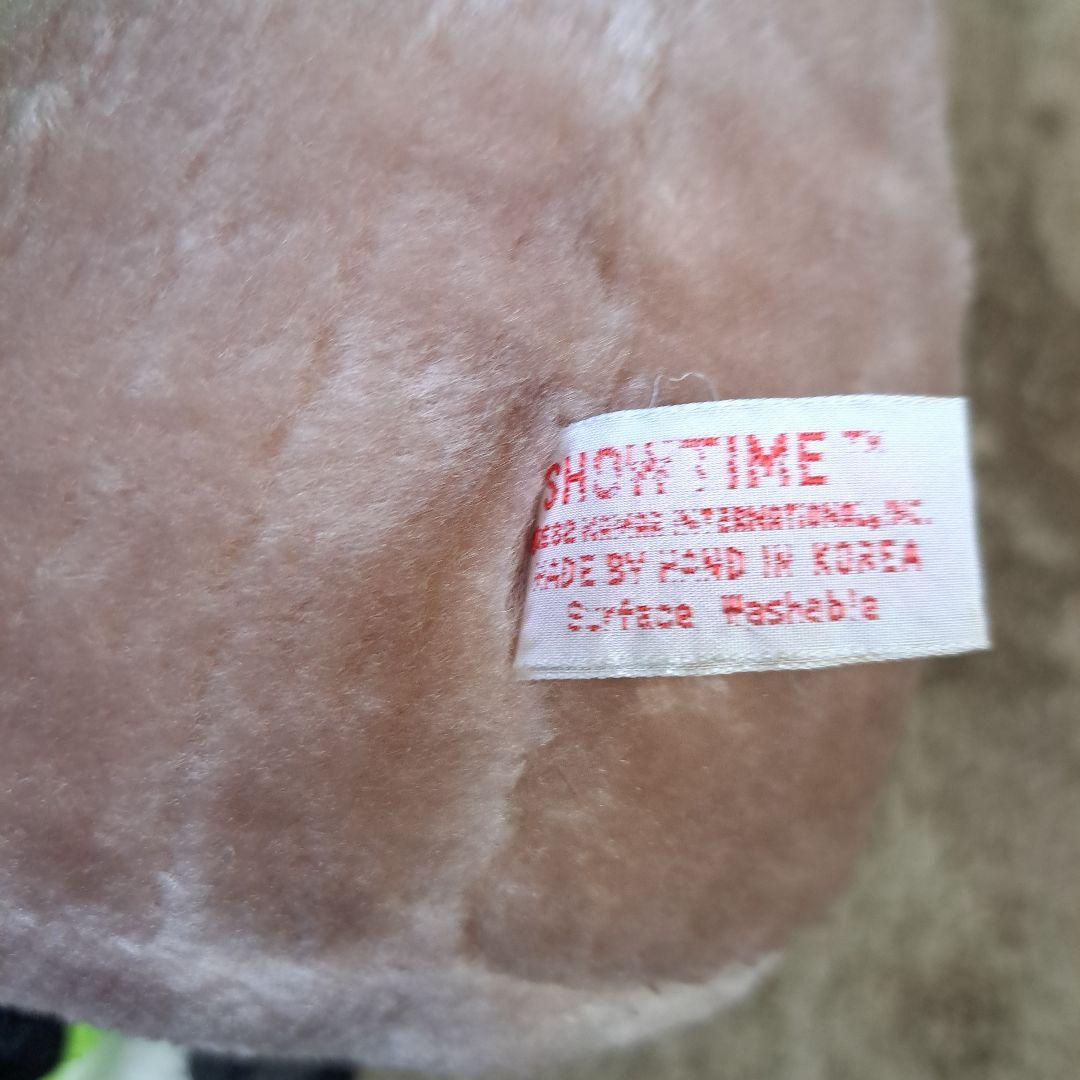 SHOWTIME™
INTERNATIONAL, INC.
MADE BY HAND IN KOREA
Surface Washable